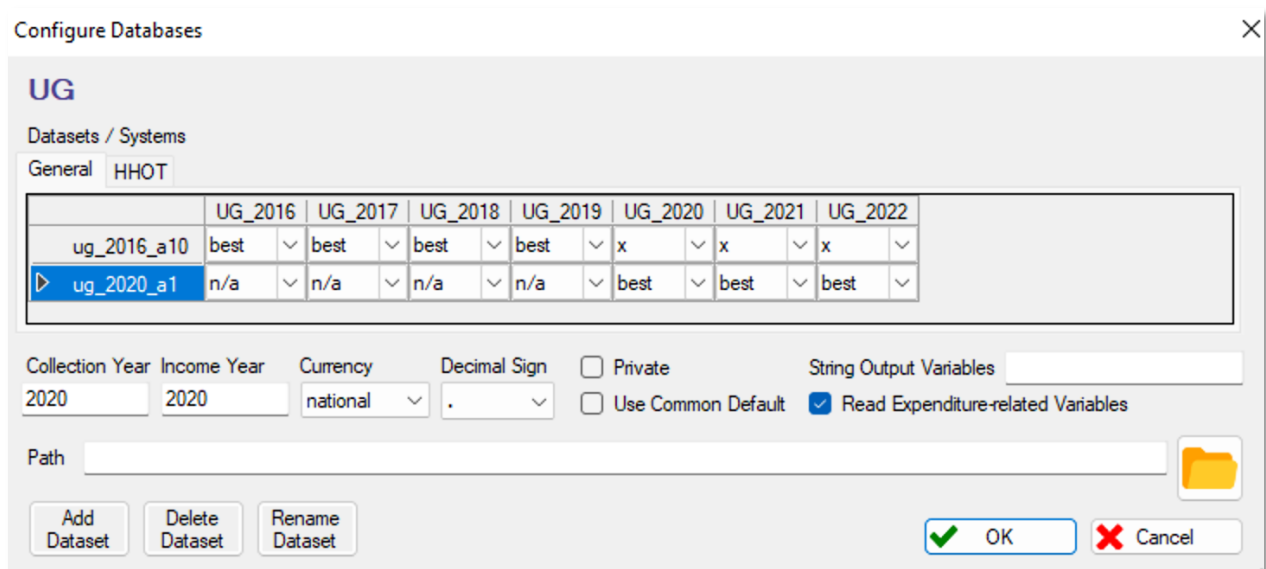 Configure Databases
UG
Datasets / Systems
General HHOT
UG_2016 UG_2017 UG_2018 UG_2019 UG_2020 UG_2021 UG_2022
ug_2016_a10 best best best best x x x
ug_2020_a1 n/a n/a n/a n/a best best best
Collection Year Income Year Currency Decimal Sign Private String Output Variables
2020 2020 national . Use Common Default Read Expenditure-related Variables
Path
Add Dataset Delete Dataset Rename Dataset OK Cancel